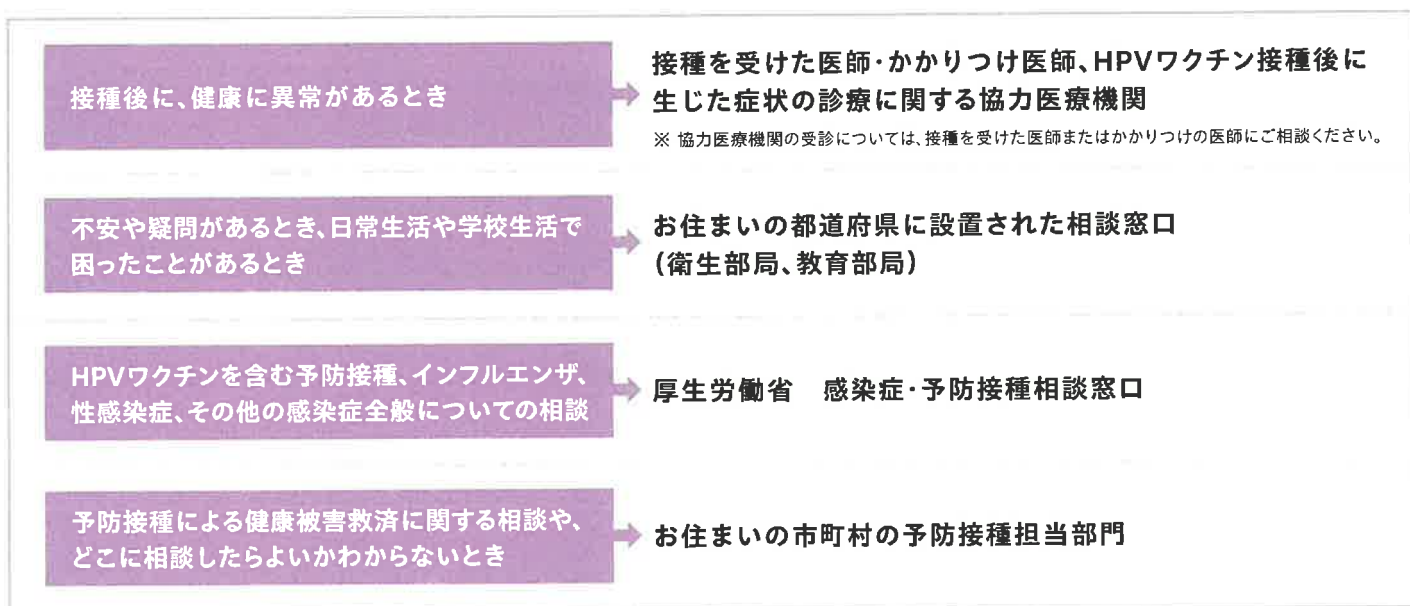 接種後に、健康に異常があるとき
接種を受けた医師・かかりつけ医師、HPVワクチン接種後に
生じた症状の診療に関する協力医療機関
※ 協力医療機関の受診については、接種を受けた医師またはかかりつけの医師にご相談ください。
不安や疑問があるとき、日常生活や学校生活で
困ったことがあるとき
お住まいの都道府県に設置された相談窓口
(衛生部局、教育部局)
HPVワクチンを含む予防接種、インフルエンザ、
性感染症、その他の感染症全般についての相談
厚生労働省　感染症・予防接種相談窓口
予防接種による健康被害救済に関する相談や、
どこに相談したらよいかわからないとき
お住まいの市町村の予防接種担当部門